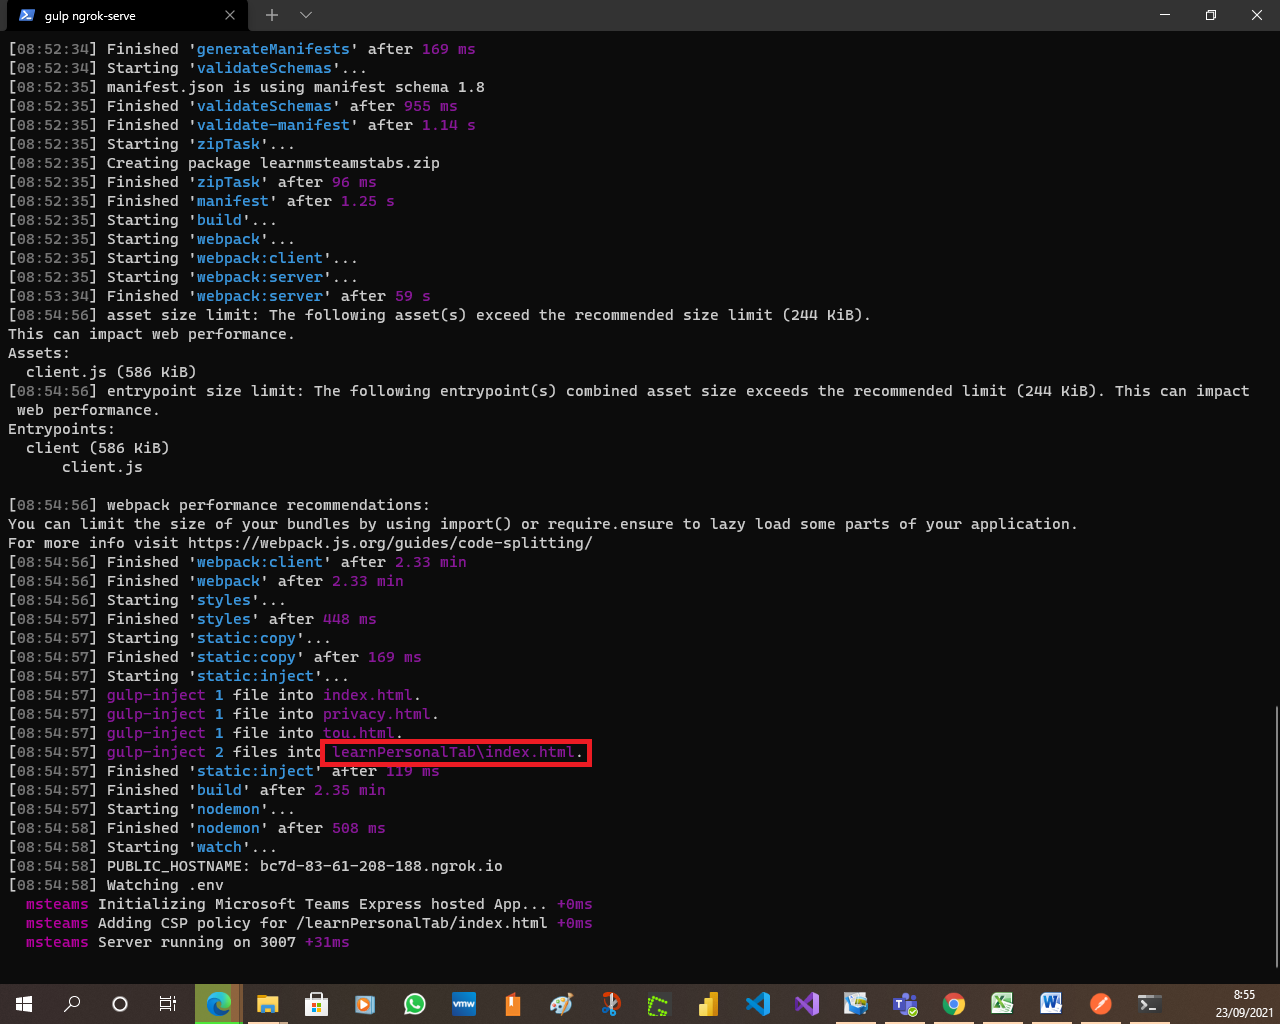 gulp ngrok-serve
[08:52:34] Finished 'generateManifests' after 169 ms
[08:52:34] Starting 'validateSchemas'...
[08:52:35] manifest.json is using manifest schema 1.8
[08:52:35] Finished 'validateSchemas' after 955 ms
[08:52:35] Finished 'validate-manifest' after 1.14 s
[08:52:35] Starting 'zipTask'...
[08:52:35] Creating package learnmsteamstabs.zip
[08:52:35] Finished 'zipTask' after 96 ms
[08:52:35] Finished 'manifest' after 1.25 s
[08:52:35] Starting 'build'...
[08:52:35] Starting 'webpack'...
[08:52:35] Starting 'webpack:client'...
[08:52:35] Starting 'webpack:server'...
[08:53:34] Finished 'webpack:server' after 59 s
[08:54:56] asset size limit: The following asset(s) exceed the recommended size limit (244 KiB).
This can impact web performance.
Assets:
  client.js (586 KiB)
[08:54:56] entrypoint size limit: The following entrypoint(s) combined asset size exceeds the recommended limit (244 KiB). This can impact
 web performance.
Entrypoints:
  client (586 KiB)
      client.js
[08:54:56] webpack performance recommendations:
You can limit the size of your bundles by using import() or require.ensure to lazy load some parts of your application.
For more info visit https://webpack.js.org/guides/code-splitting/
[08:54:56] Finished 'webpack:client' after 2.33 min
[08:54:56] Finished 'webpack' after 2.33 min
[08:54:56] Starting 'styles'...
[08:54:57] Finished 'styles' after 448 ms
[08:54:57] Starting 'static:copy'...
[08:54:57] Finished 'static:copy' after 169 ms
[08:54:57] Starting 'static:inject'...
[08:54:57] gulp-inject 1 file into index.html.
[08:54:57] gulp-inject 1 file into privacy.html.
[08:54:57] gulp-inject 1 file into tou.html.
[08:54:57] gulp-inject 2 files into learnPersonalTab\index.html.
[08:54:57] Finished 'static:inject' after 119 ms
[08:54:57] Finished 'build' after 2.35 min
[08:54:57] Starting 'nodemon'...
[08:54:58] Finished 'nodemon' after 508 ms
[08:54:58] Starting 'watch'...
[08:54:58] PUBLIC_HOSTNAME: bc7d-83-61-208-188.ngrok.io
[08:54:58] Watching .env
  msteams Initializing Microsoft Teams Express hosted App... +0ms
  msteams Adding CSP policy for /learnPersonalTab/index.html +0ms
  msteams Server running on 3007 +31ms
vmw
8:55
23/09/2021